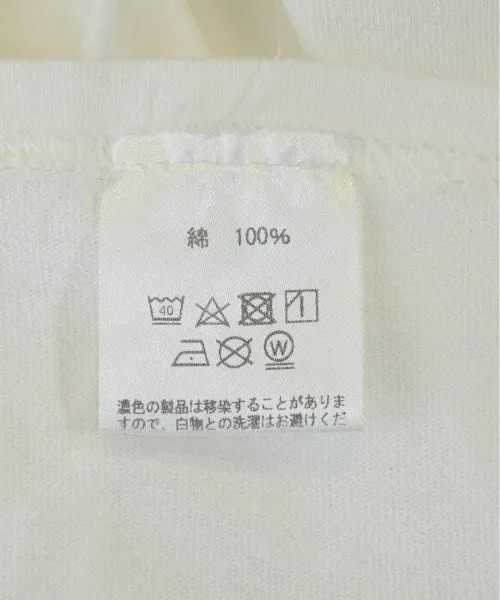 綿 100%
40
W
濃色の製品は移染することがありま
すので、白物との洗濯はお避けくだ